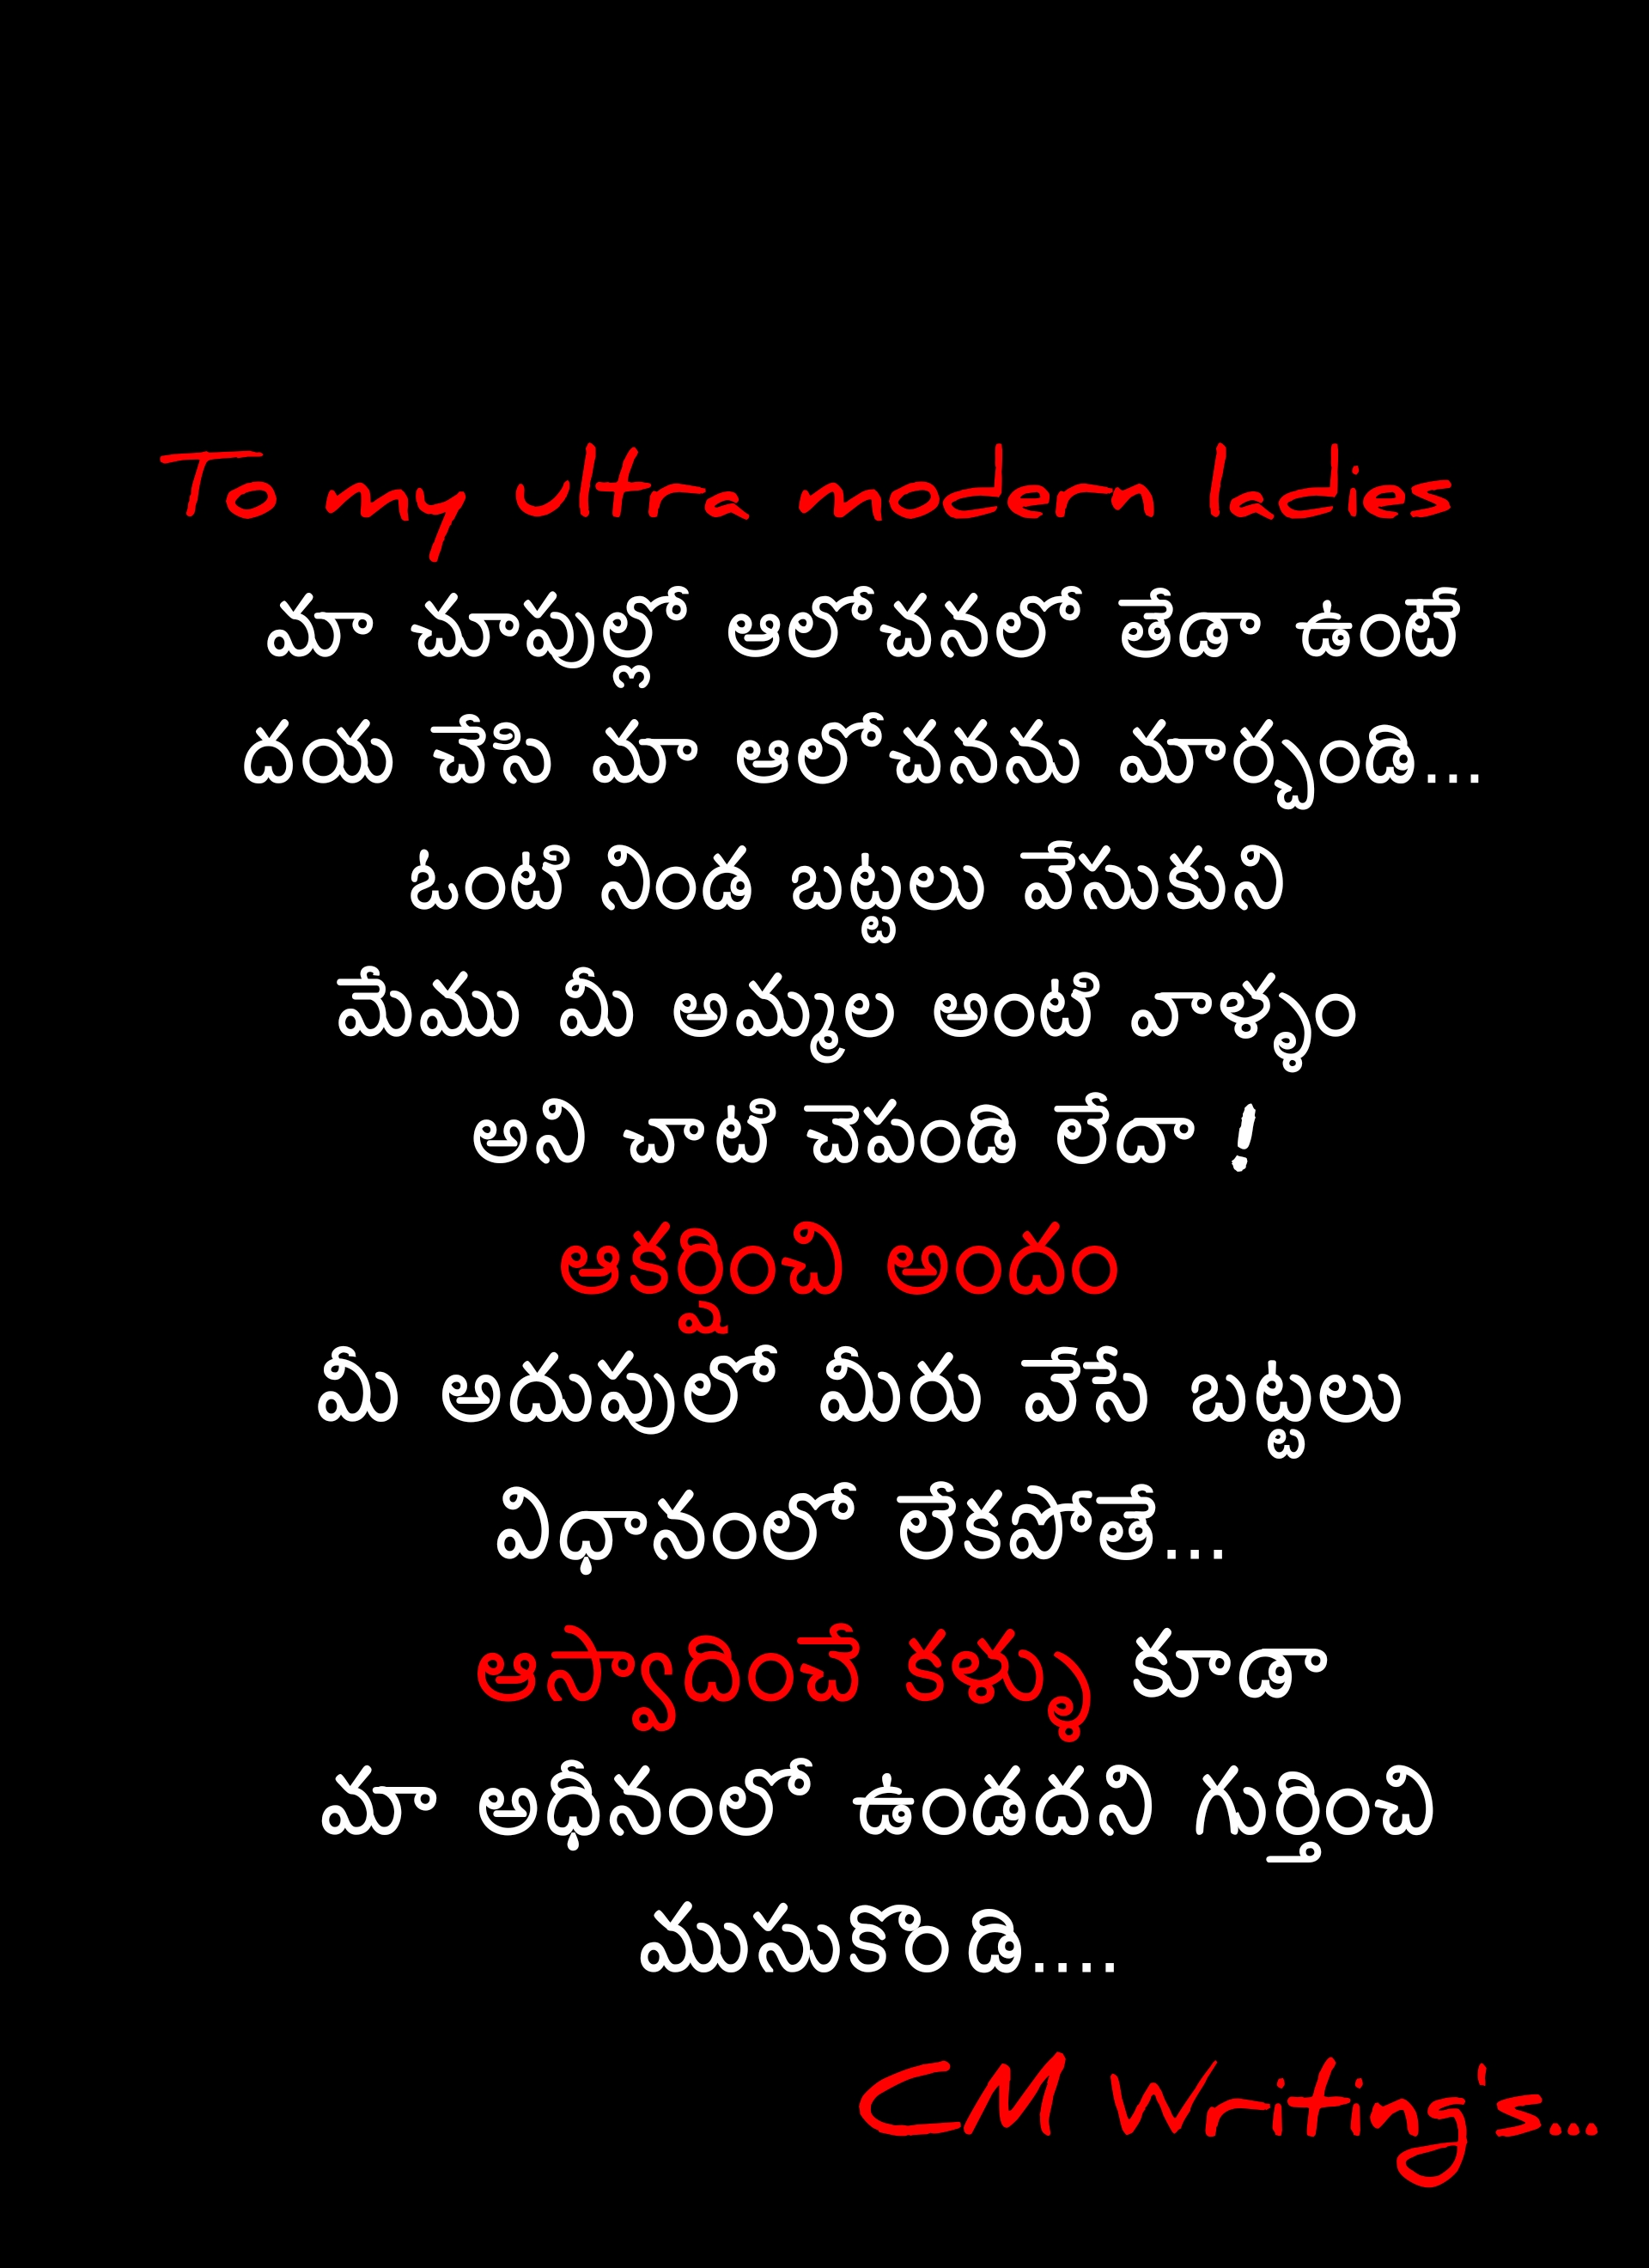 To my ultra modern ladies
మా చూపుల్లో ఆలోచనలో తేడా ఉంటే
దయ చేసి మా ఆలోచనను మార్చండి...
ఓంటి నిండ బట్టలు వేసుకుని
మేము మీ అమ్మల అంటి వాళ్ళం
అని చాటి చెపండి లేదా !
ఆకర్షించి అందం
మీ అదుపులో మీరు వేసే బట్టలు
విధానంలో లేకపోతే...
ఆస్వాదించే కళ్ళు కూడా
మా అధీనంలో ఉండదని గుర్తించి
ముసుకొండి....
CM Writing's...